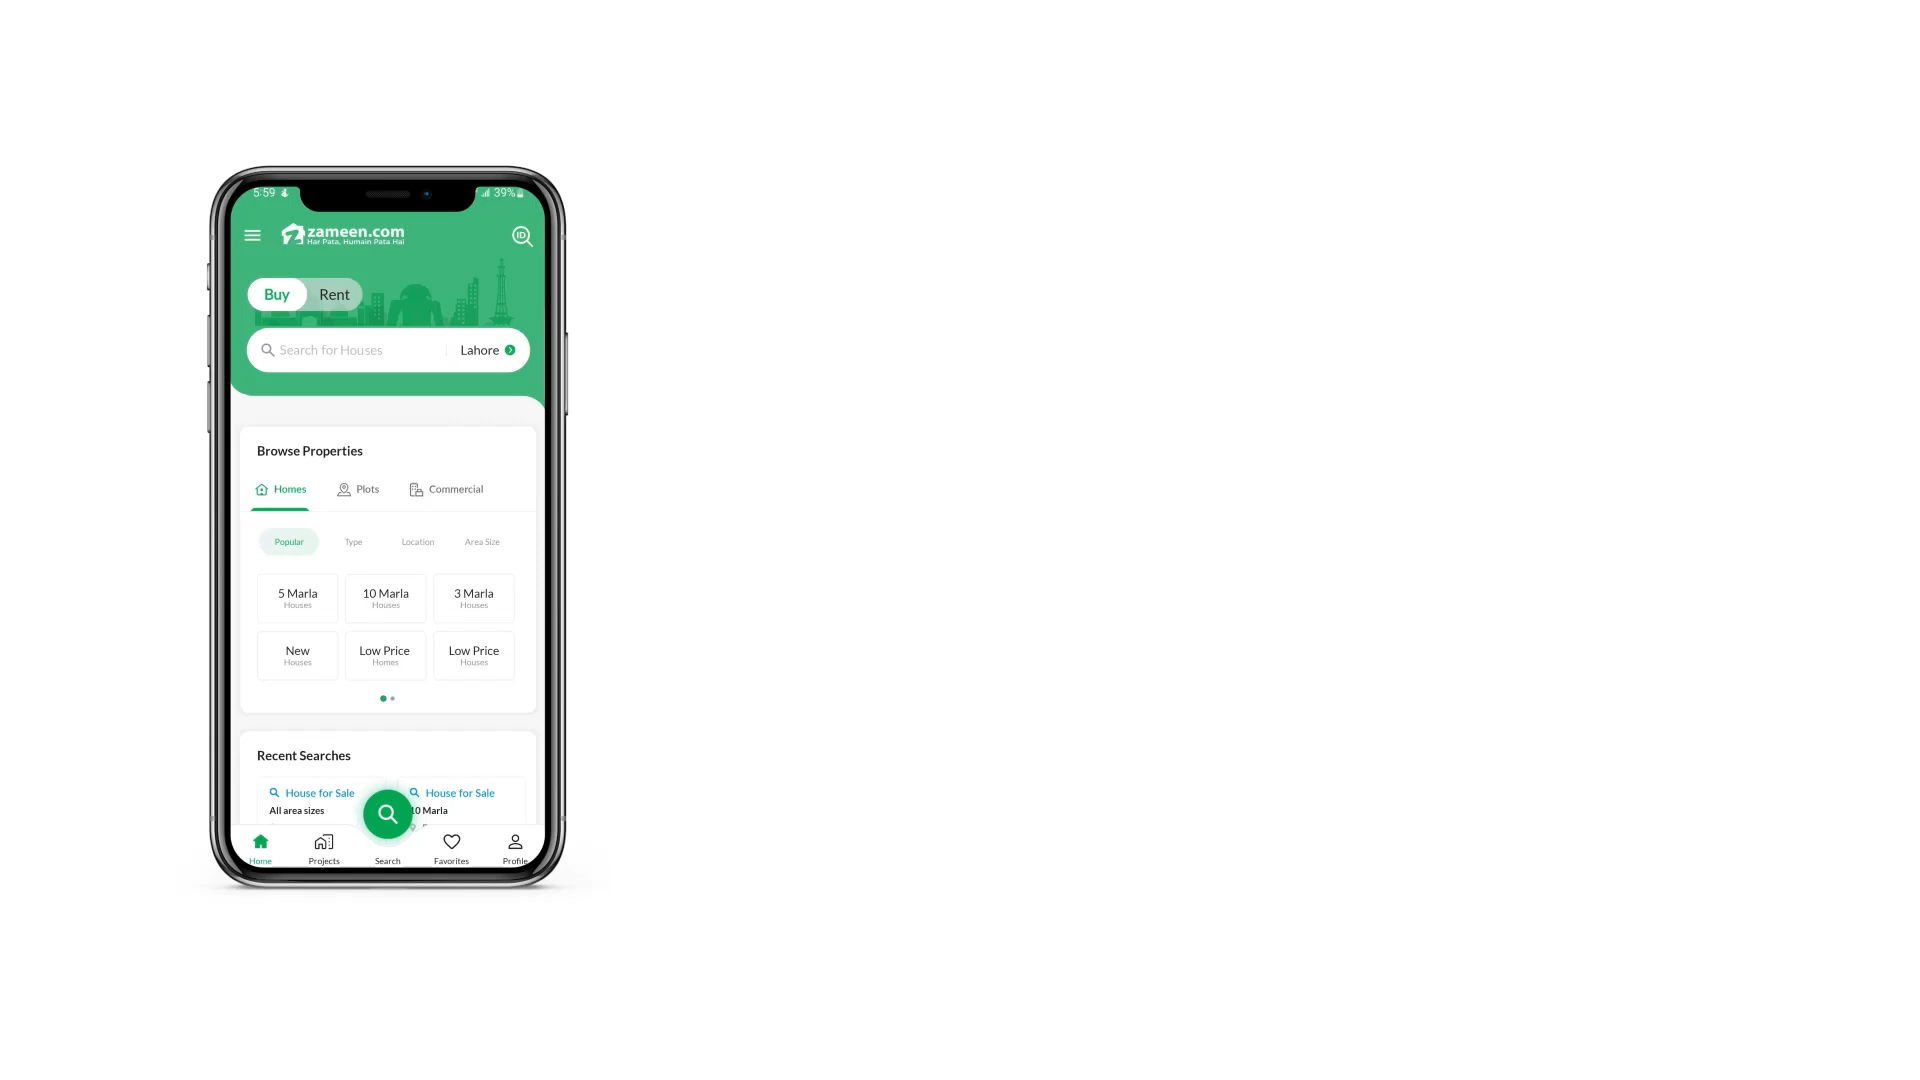 5:59
39%
zameen.com
Har Pata, Humain Pata Hai
ID
Buy Rent
Search for Houses Lahore
Browse Properties
Homes Plots Commercial
Popular Type Location Area Size
5 Marla 10 Marla 3 Marla
Houses Houses Houses
New Low Price Low Price
Houses Homes Houses
Recent Searches
House for Sale House for Sale
All area sizes 10 Marla
Home Projects Search Favorites Profile